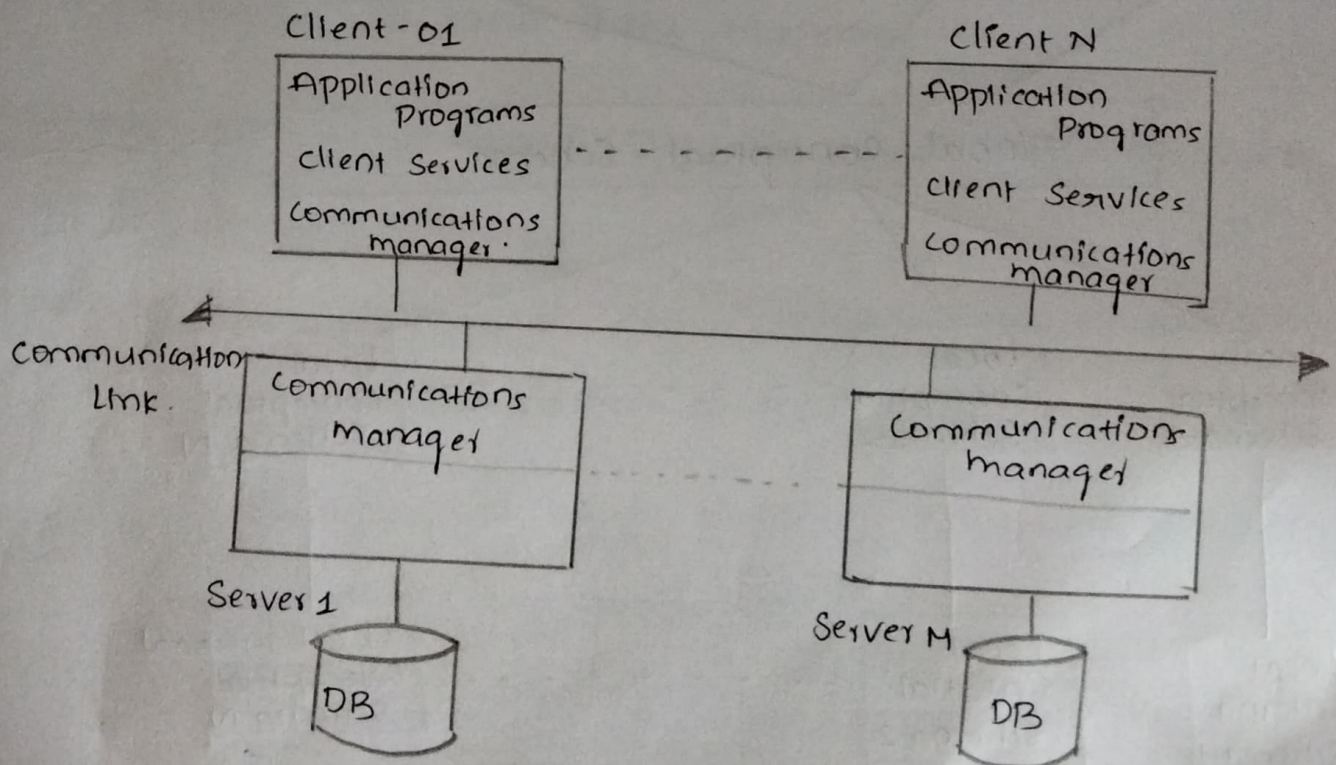 Client-01
Application
Programs
Client Services
Communications
manager.
Client N
Application
Programs
Client Services
Communications
manager
Communication
Link.
Communications
manager
Communications
manager
Server 1
DB
Server M
DB